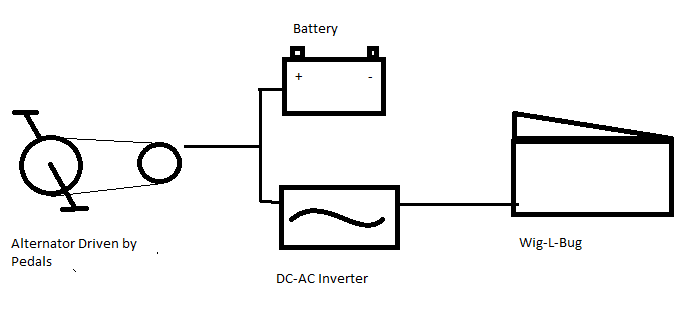 Battery
+ -
Alternator Driven by
Pedals
DC-AC Inverter
Wig-L-Bug